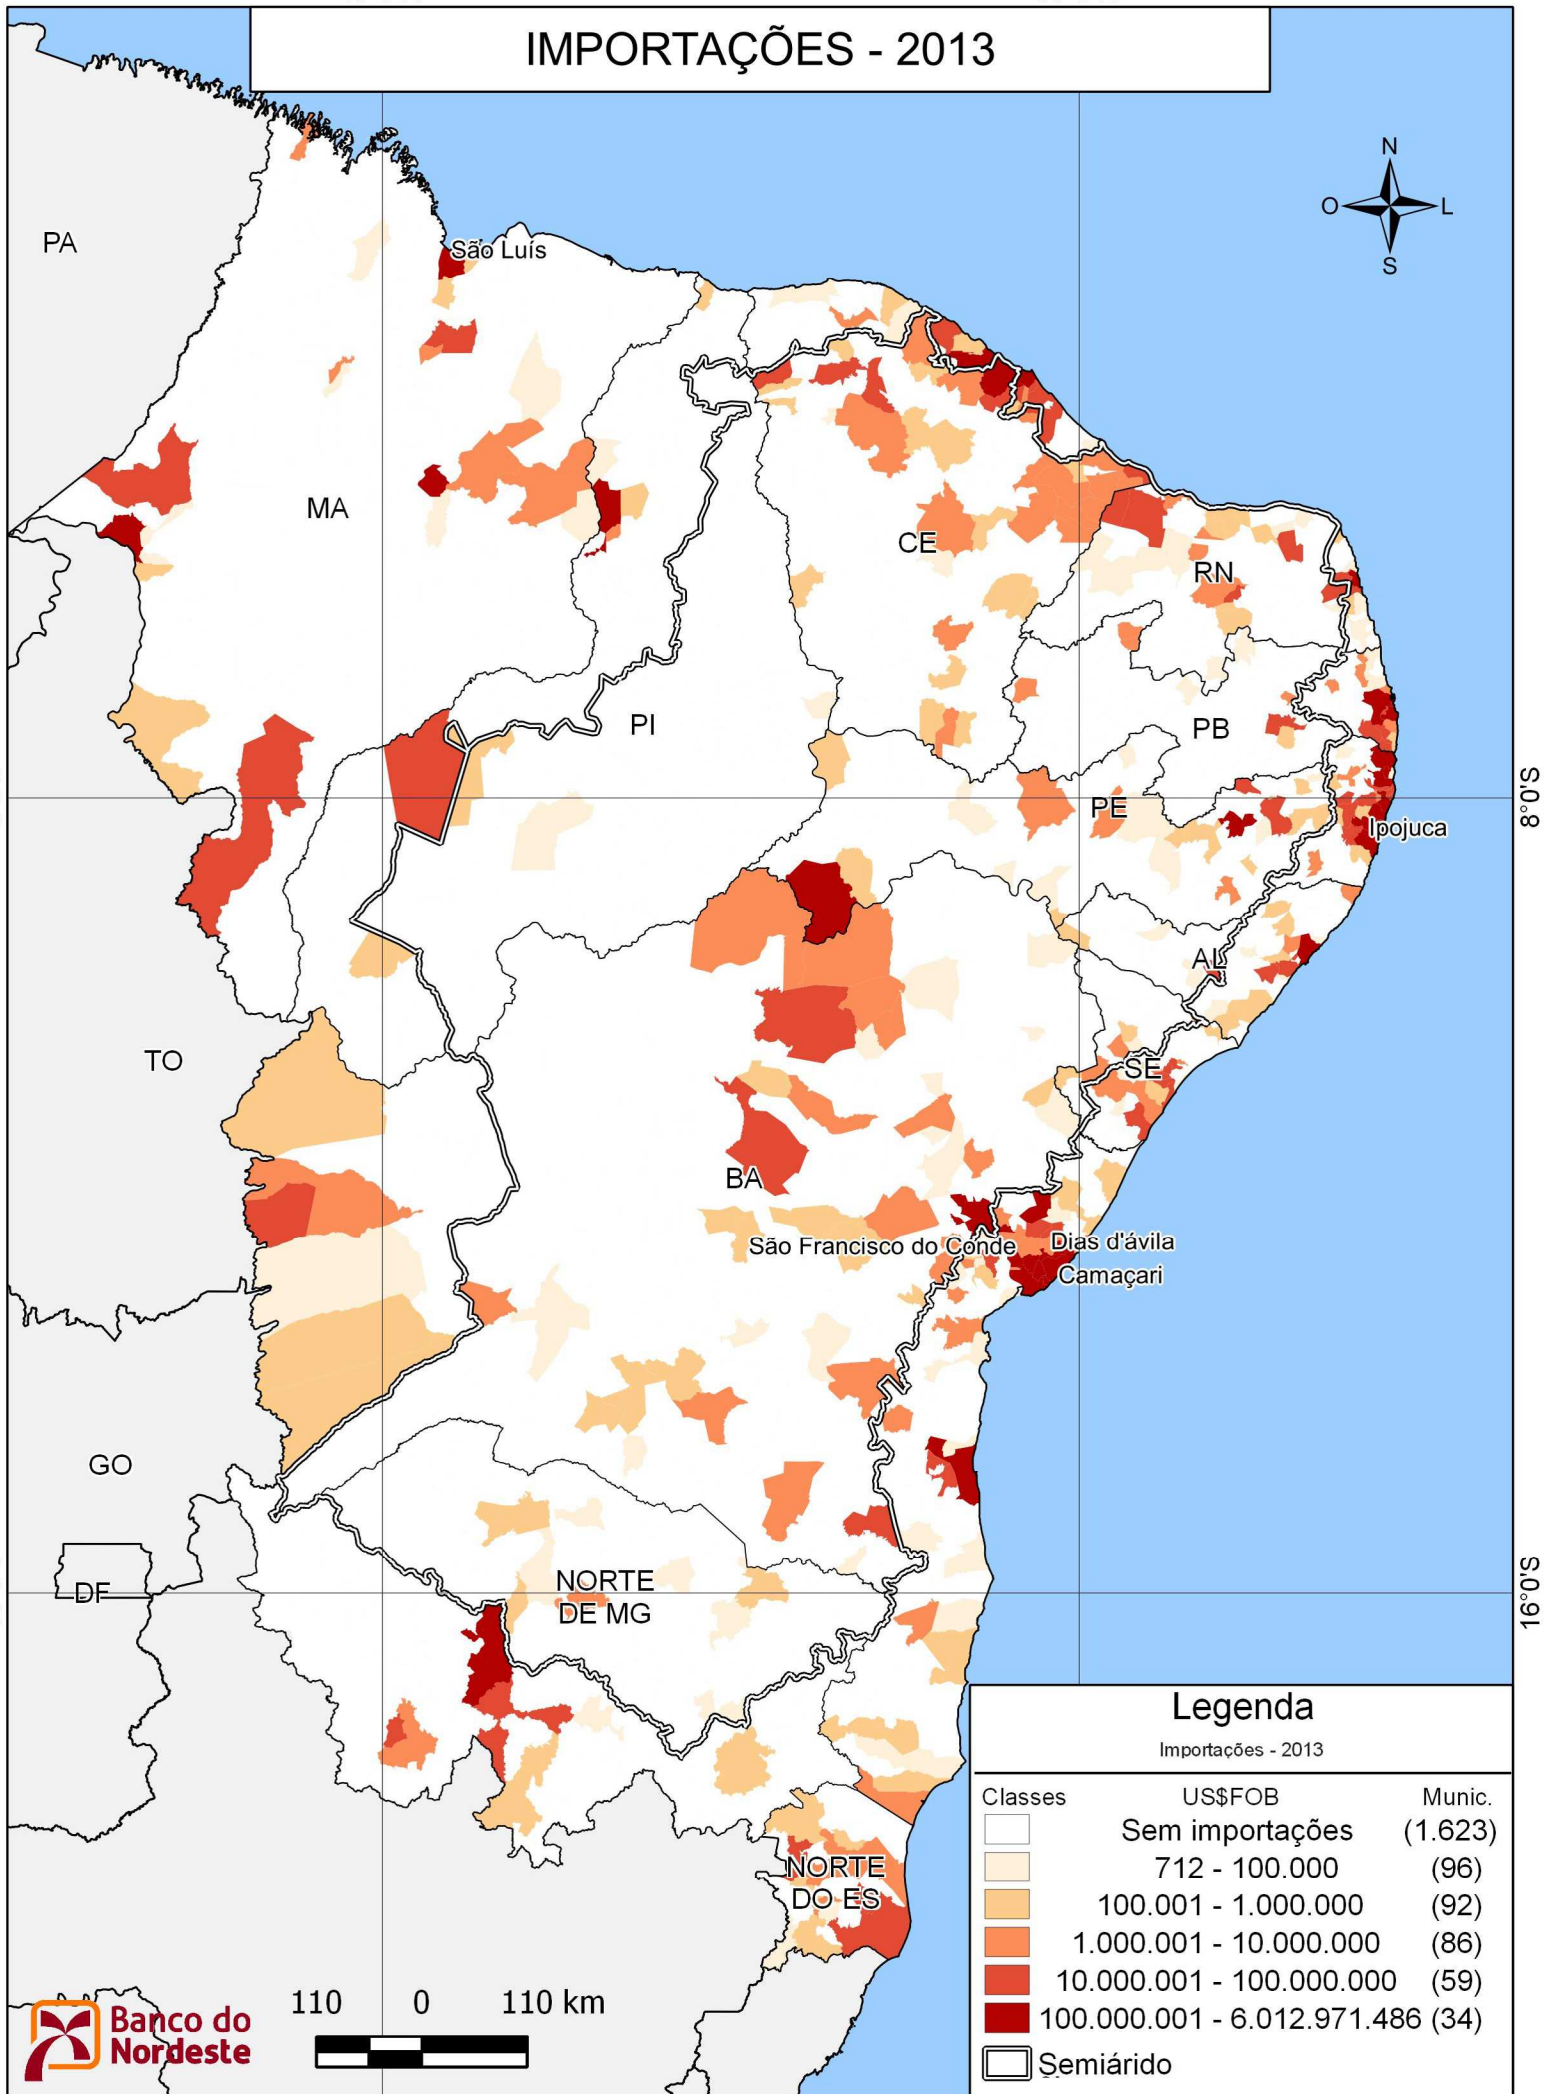 IMPORTAÇÕES - 2013
N
O
L
S
PA
São Luís
MA
CE
RN
PI
PB
8°0'S
PE
Ipojuca
AL
TO
SE
BA
São Francisco do Conde
Dias d'ávila
Camaçari
GO
NORTE
DE MG
DF
16°0'S
NORTE
DO ES
Legenda
Importações - 2013
Classes US$FOB Munic.
Sem importações (1.623)
712 - 100.000 (96)
100.001 - 1.000.000 (92)
1.000.001 - 10.000.000 (86)
10.000.001 - 100.000.000 (59)
100.000.001 - 6.012.971.486 (34)
Semiárido
110 0 110 km
Banco do
Nordeste